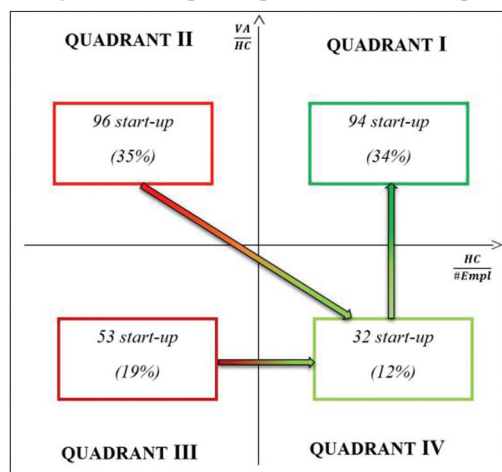 QUADRANT II
VA
HC
QUADRANT I
96 start-up
(35%)
94 start-up
(34%)
HC
#Empl
53 start-up
(19%)
32 start-up
(12%)
QUADRANT III
QUADRANT IV